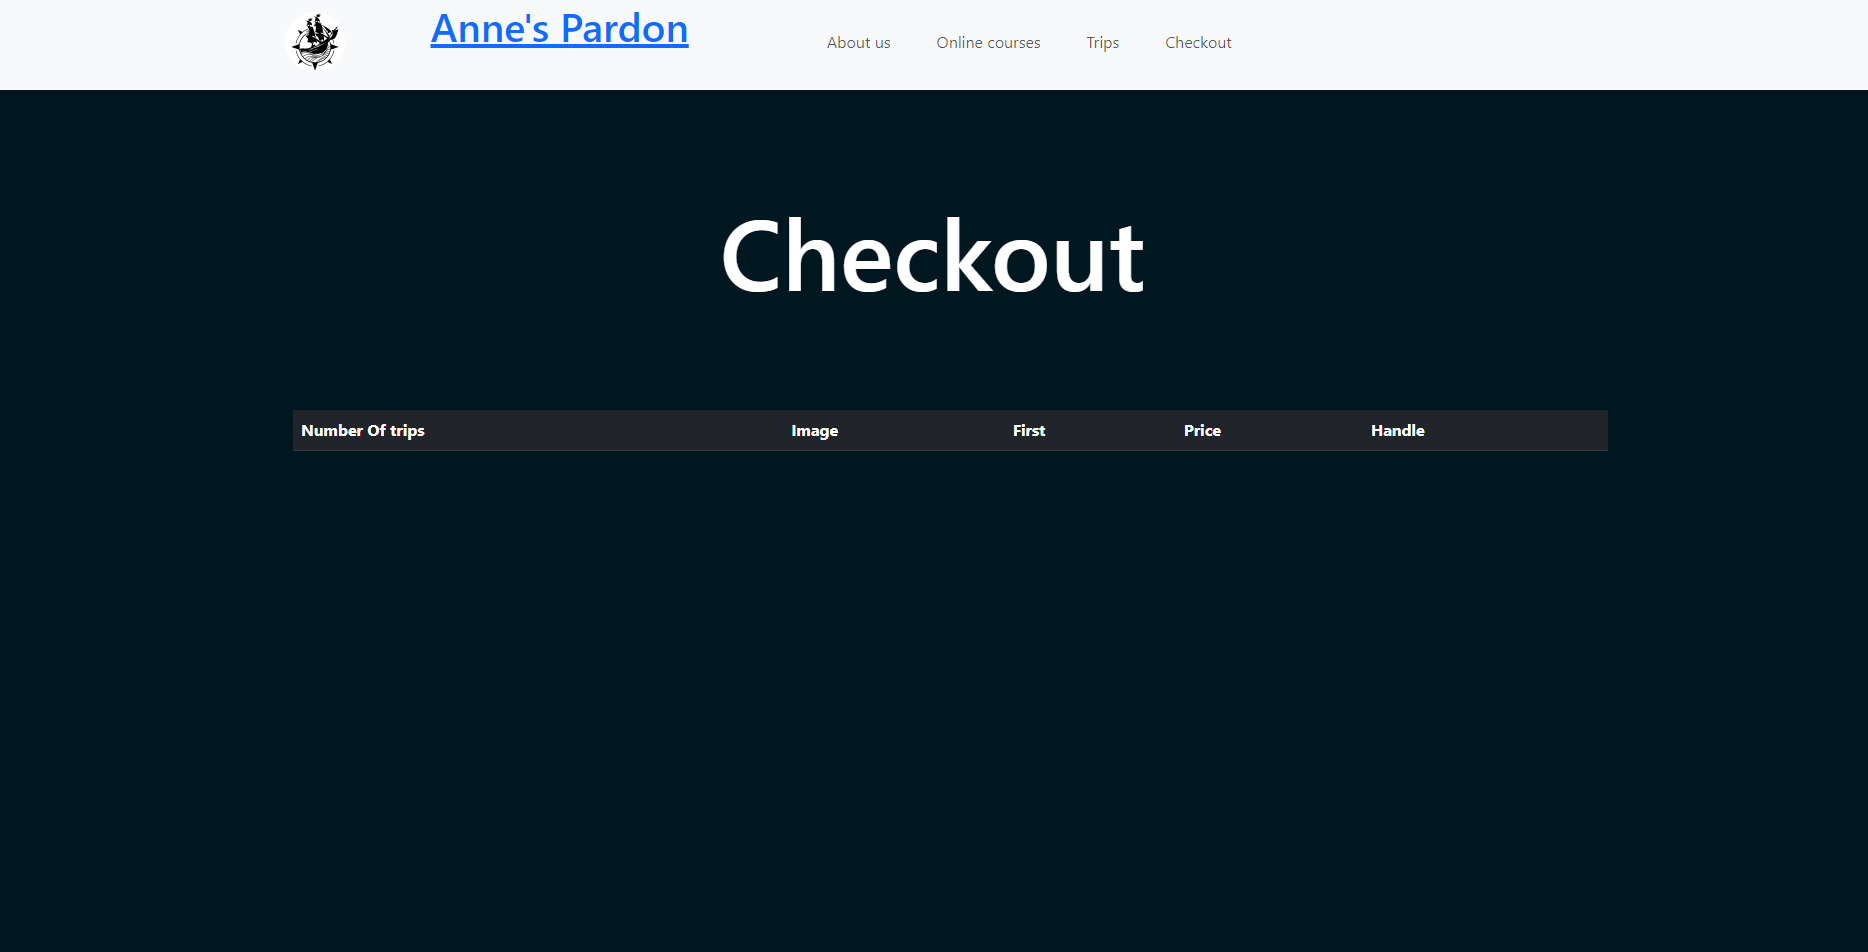 Anne's Pardon
About us Online courses Trips Checkout
Checkout
Number Of trips Image First Price Handle